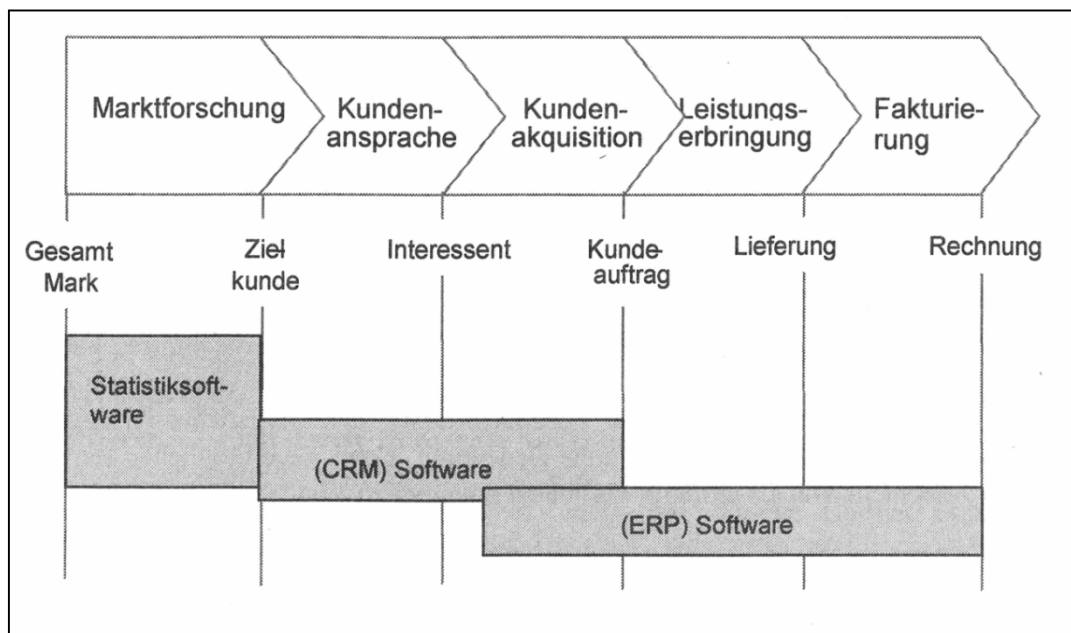 Marktforschung
Kunden-
ansprache
Kunden-
akquisition
Leistungs-
erbringung
Fakturie-
rung
Gesamt
Mark
Ziel
kunde
Interessent
Kunde
auftrag
Lieferung
Rechnung
Statistiksoft-
ware
(CRM) Software
(ERP) Software